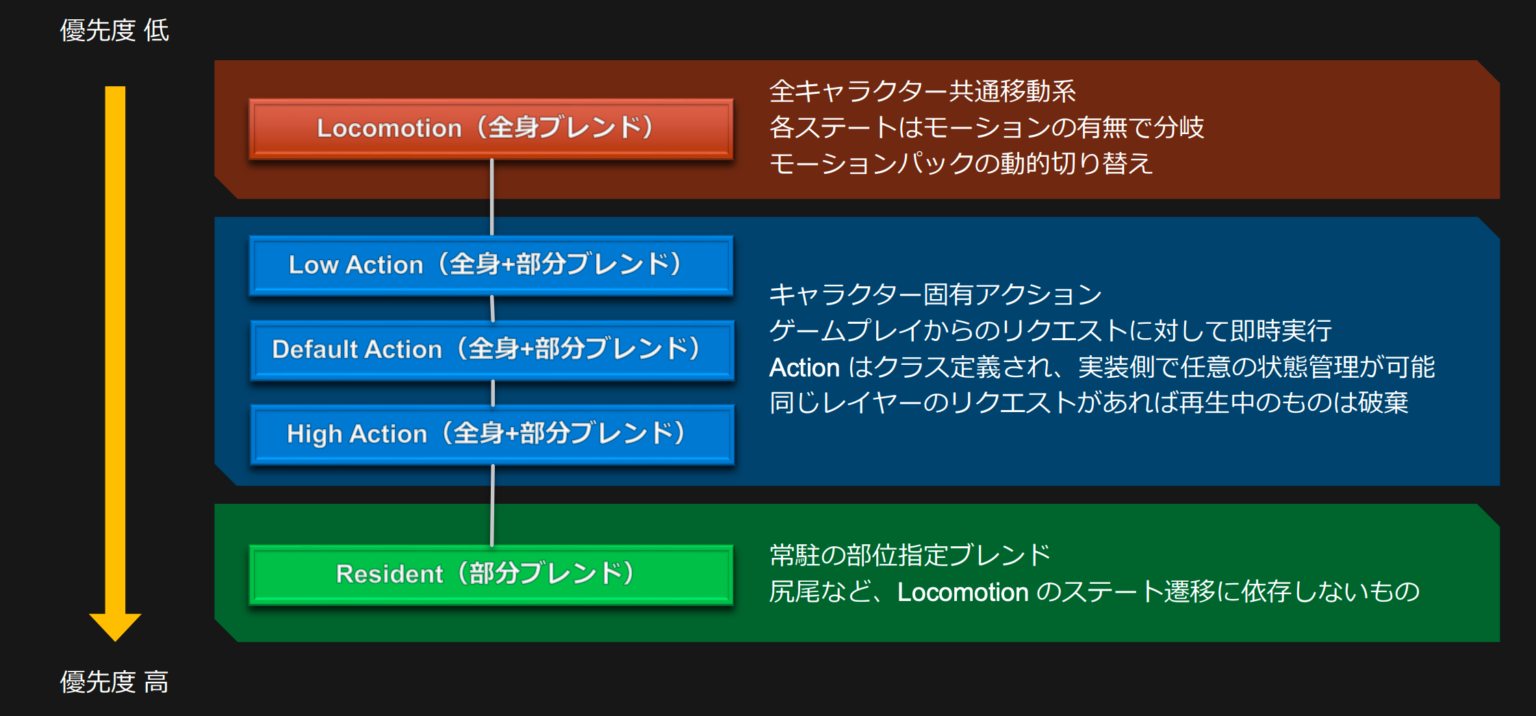 優先度 低
Locomotion（全身ブレンド）
全キャラクター共通移動系
各ステートはモーションの有無で分岐
モーションパックの動的切り替え
Low Action（全身+部分ブレンド）
Default Action（全身+部分ブレンド）
High Action（全身+部分ブレンド）
キャラクター固有アクション
ゲームプレイからのリクエストに対して即時実行
Action はクラス定義され、実装側で任意の状態管理が可能
同じレイヤーのリクエストがあれば再生中のものは破棄
Resident（部分ブレンド）
常駐の部位指定ブレンド
尻尾など、Locomotion のステート遷移に依存しないもの
優先度 高